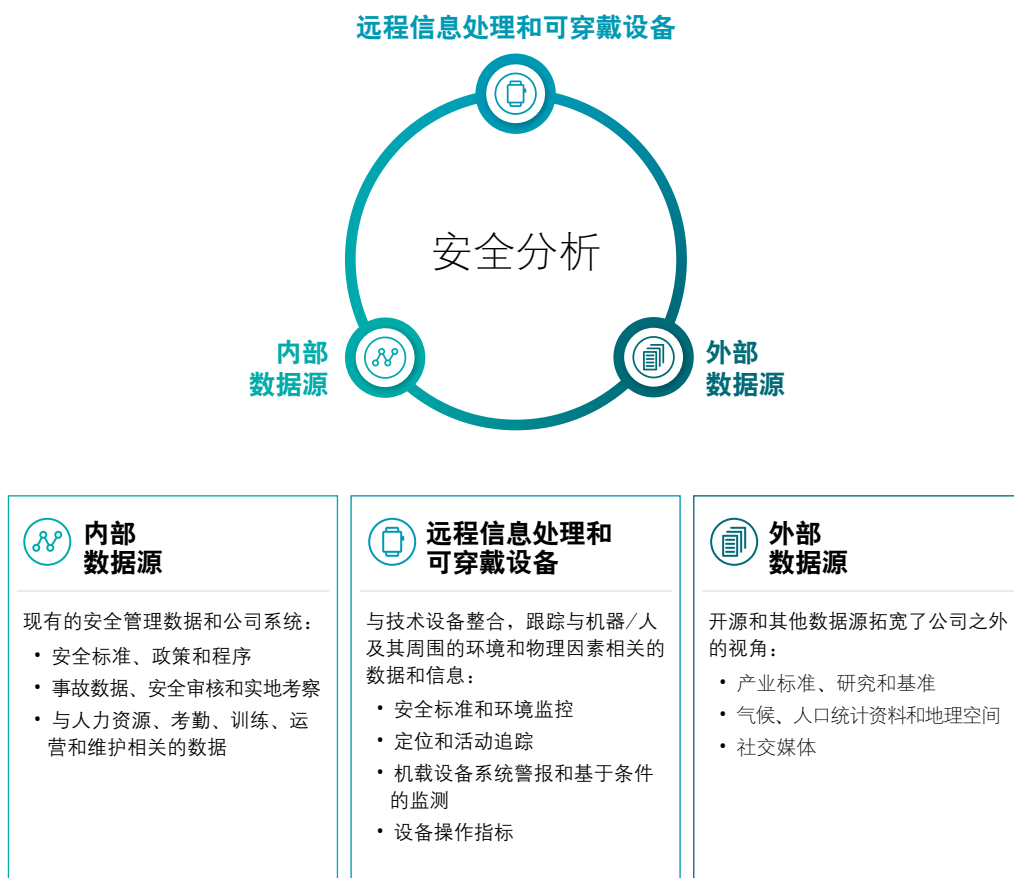 远程信息处理和可穿戴设备
安全分析
内部
数据源
外部
数据源
内部
数据源
现有的安全管理数据和公司系统：
• 安全标准、政策和程序
• 事故数据、安全审核和实地考察
• 与人力资源、考勤、训练、运
营和维护相关的数据
远程信息处理和
可穿戴设备
与技术设备整合，跟踪与机器/人
及其周围的环境和物理因素相关的
数据和信息：
• 安全标准和环境监控
• 定位和活动追踪
• 机载设备系统警报和基于条件
的监测
• 设备操作指标
外部
数据源
开源和其他数据源拓宽了公司之外
的视角：
• 产业标准、研究和基准
• 气候、人口统计资料和地理空间
• 社交媒体